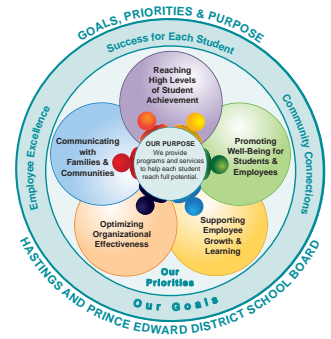 GOALS, PRIORITIES & PURPOSE
Success for Each Student
Employee Excellence
Community Connections
Reaching
High Levels
of Student
Achievement
Communicating
with
Families &
Communities
OUR PURPOSE
We provide
programs and services
to help each student
reach full potential.
Promoting
Well-Being for
Students &
Employees
Optimizing
Organizational
Effectiveness
Supporting
Employee
Growth &
Learning
Our
Priorities
Our Goals
HASTINGS AND PRINCE EDWARD DISTRICT SCHOOL BOARD